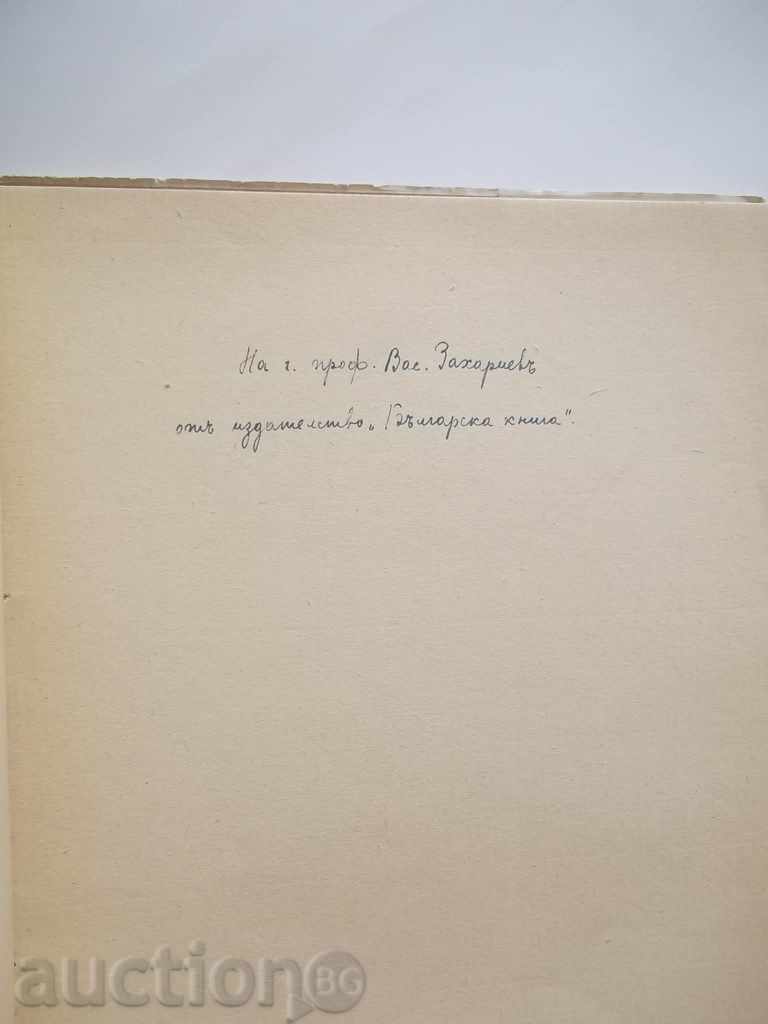 На г. проф. Вас. Захариевъ
отъ издателство „Българска книга“.
auctionBG